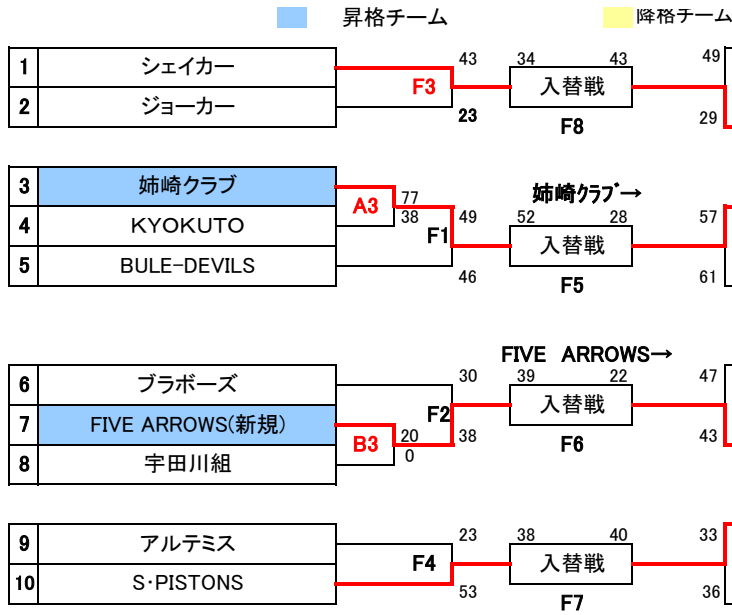 昇格チーム 降格チーム
43 34 43 49
1 シェイカー
F3 入替戦
2 ジョーカー
23 F8 29
3 姉崎クラブ 姉崎クラブ→
A3 77
4 KYOKUTO 38 F1 49 52 28 57
入替戦
5 BULE-DEVILS
46 F5 61
FIVE ARROWS→
30 39 22 47
6 ブラボーズ
F2 入替戦
7 FIVE ARROWS(新規)
B3 20 38 F6 43
8 宇田川組 0
23 38 40 33
9 アルテミス
F4 入替戦
10 S・PISTONS
53 F7 36